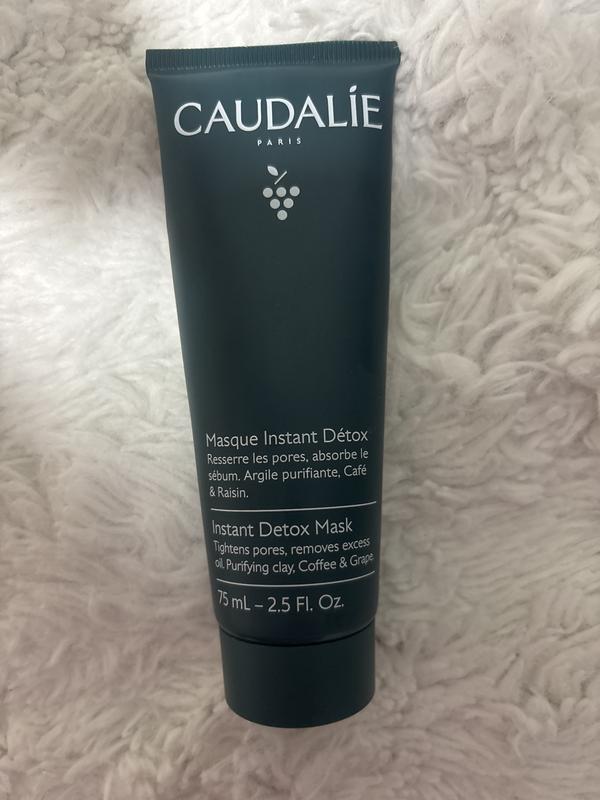 CAUDALÍE
PARIS
Masque Instant Détox
Resserre les pores, absorbe le
sébum. Argile purifiante, Café
& Raisin.
Instant Detox Mask
Tightens pores, removes excess
oil. Purifying clay, Coffee & Grape.
75 mL – 2.5 Fl. Oz.